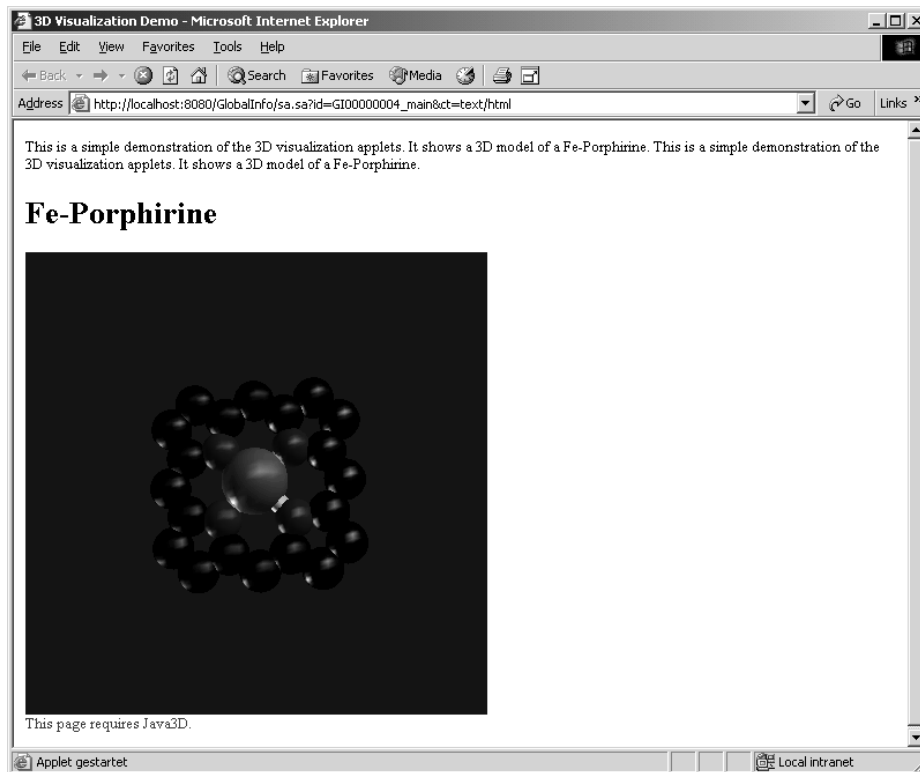 3D Visualization Demo - Microsoft Internet Explorer
File Edit View Favorites Tools Help
Back Search Favorites Media
Address http://localhost:8080/GlobalInfo/sa.sa?id=GI00000004_main&ct=text/html Go Links »
This is a simple demonstration of the 3D visualization applets. It shows a 3D model of a Fe-Porphirine. This is a simple demonstration of the
3D visualization applets. It shows a 3D model of a Fe-Porphirine.
Fe-Porphirine
This page requires Java3D.
Applet gestartet Local intranet